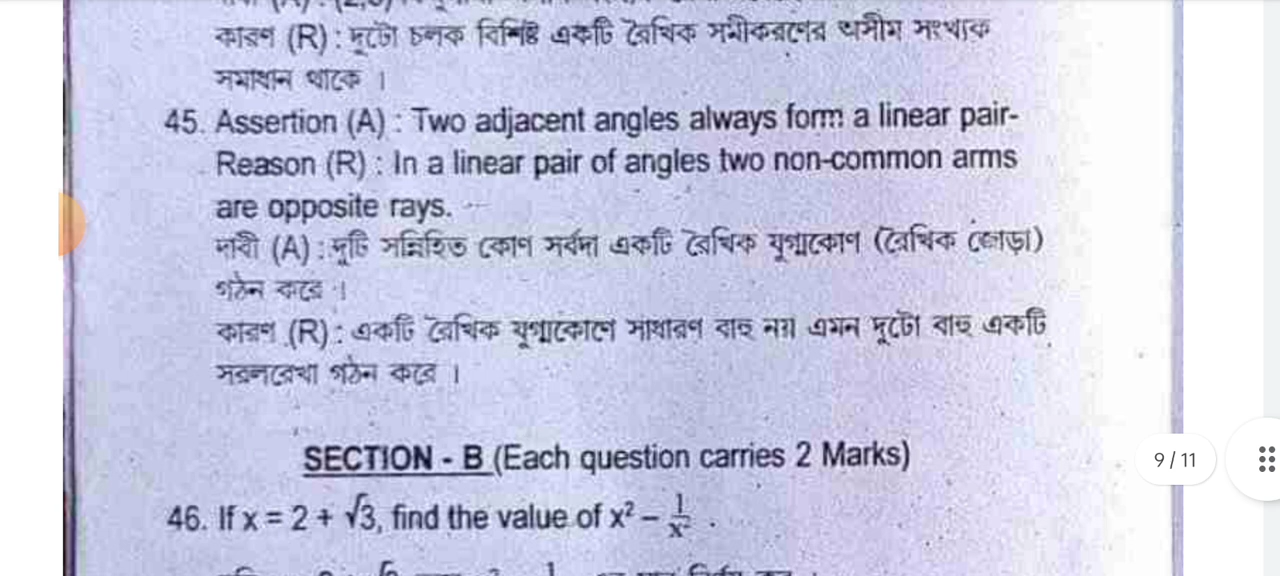 কারণ (R) : দুটো চলক বিশিষ্ট একটি রৈখিক সমীকরণের অসীম সংখ্যক
সমাধান থাকে ।
45. Assertion (A) : Two adjacent angles always form a linear pair-
Reason (R) : In a linear pair of angles two non-common arms
are opposite rays.
দাবী (A) : দুটি সন্নিহিত কোণ সর্বদা একটি রৈখিক যুগ্মকোণ (রৈখিক জোড়া)
গঠন করে ।
কারণ (R) : একটি রৈখিক যুগ্মকোণে সাধারণ বাহু নয় এমন দুটো বাহু একটি
সরলরেখা গঠন করে ।
SECTION - B (Each question carries 2 Marks)
9 / 11
46. If x = 2 + √3, find the value of x² – 1/x² .